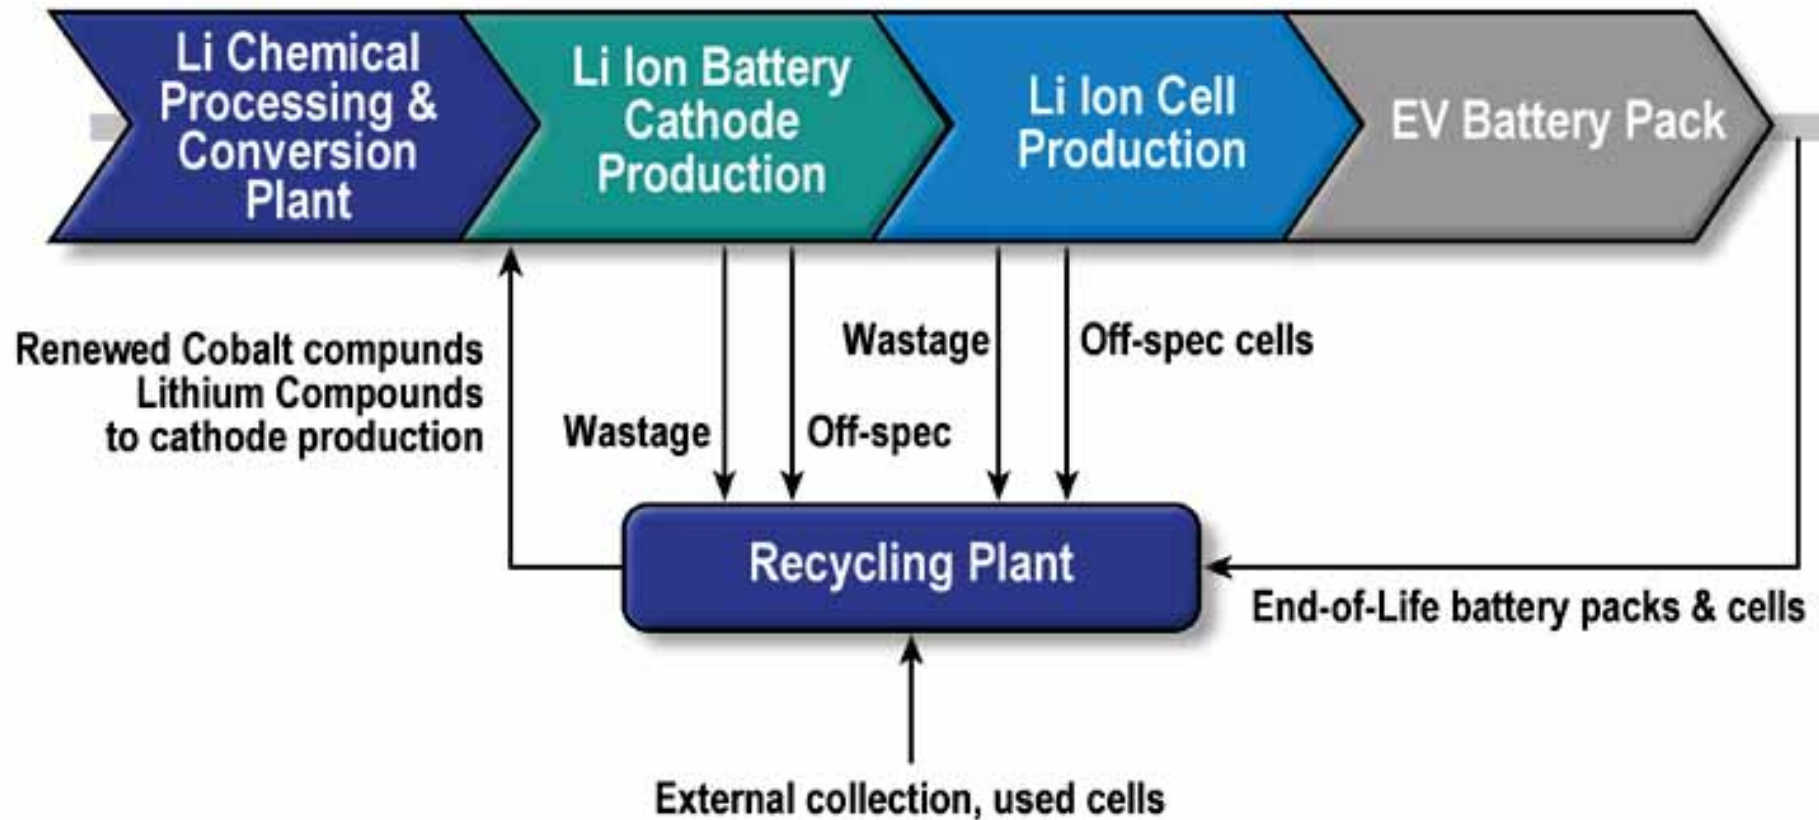 Li Chemical
Processing &
Conversion
Plant
Li Ion Battery
Cathode
Production
Li Ion Cell
Production
EV Battery Pack
Renewed Cobalt compunds
Lithium Compounds
to cathode production
Wastage
Off-spec
Wastage
Off-spec cells
Recycling Plant
End-of-Life battery packs & cells
External collection, used cells